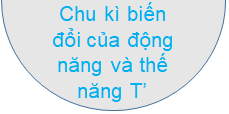 Chu kì biến
đổi của động
năng và thế
năng T’